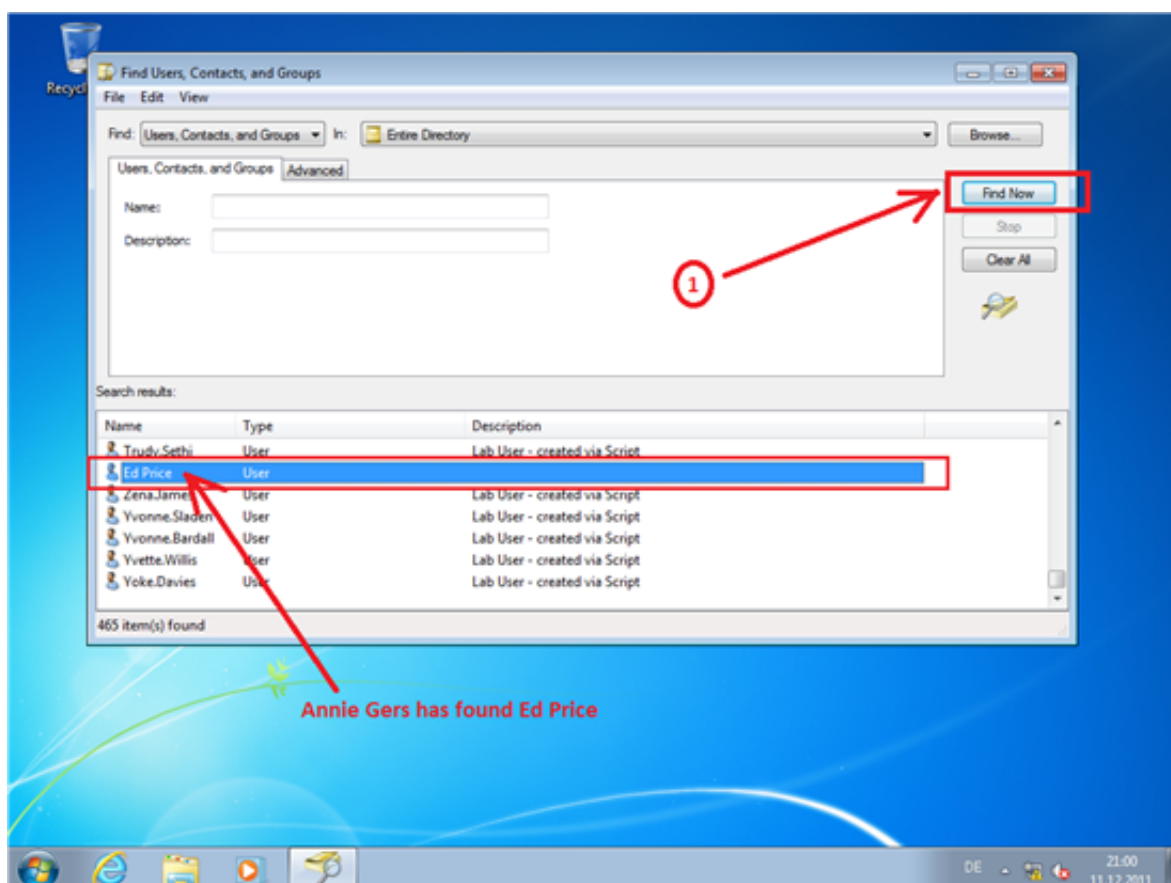 Recycl
Find Users, Contacts, and Groups
File Edit View
Find: Users, Contacts, and Groups In: Entire Directory Browse...
Users, Contacts, and Groups Advanced
Name:
Description:
Find Now
Stop
Clear All
1
Search results:
Name Type Description
Trudy.Sethi User Lab User - created via Script
Ed Price User
Zena.James User Lab User - created via Script
Yvonne.Sladen User Lab User - created via Script
Yvonne.Bardall User Lab User - created via Script
Yvette.Willis User Lab User - created via Script
Yoke.Davies User Lab User - created via Script
465 item(s) found
Annie Gers has found Ed Price
DE 21:00
11.12.2011